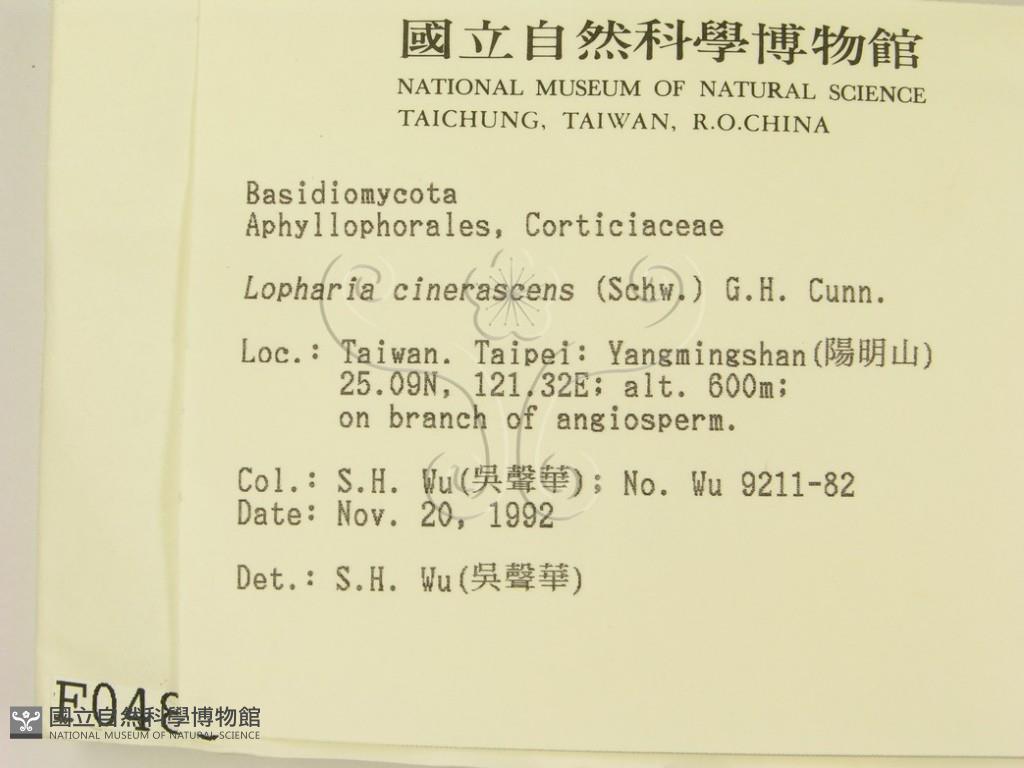 國立自然科學博物館
NATIONAL MUSEUM OF NATURAL SCIENCE
TAICHUNG, TAIWAN, R.O.CHINA
Basidiomycota
Aphyllophorales, Corticiaceae
Lopharia cinerascens (Schw.) G.H. Cunn.
Loc.: Taiwan. Taipei: Yangmingshan(陽明山)
25.09N, 121.32E; alt. 600m;
on branch of angiosperm.
Col.: S.H. Wu(吳聲華); No. Wu 9211-82
Date: Nov. 20, 1992
Det.: S.H. Wu(吳聲華)
國立自然科學博物館
NATIONAL MUSEUM OF NATURAL SCIENCE